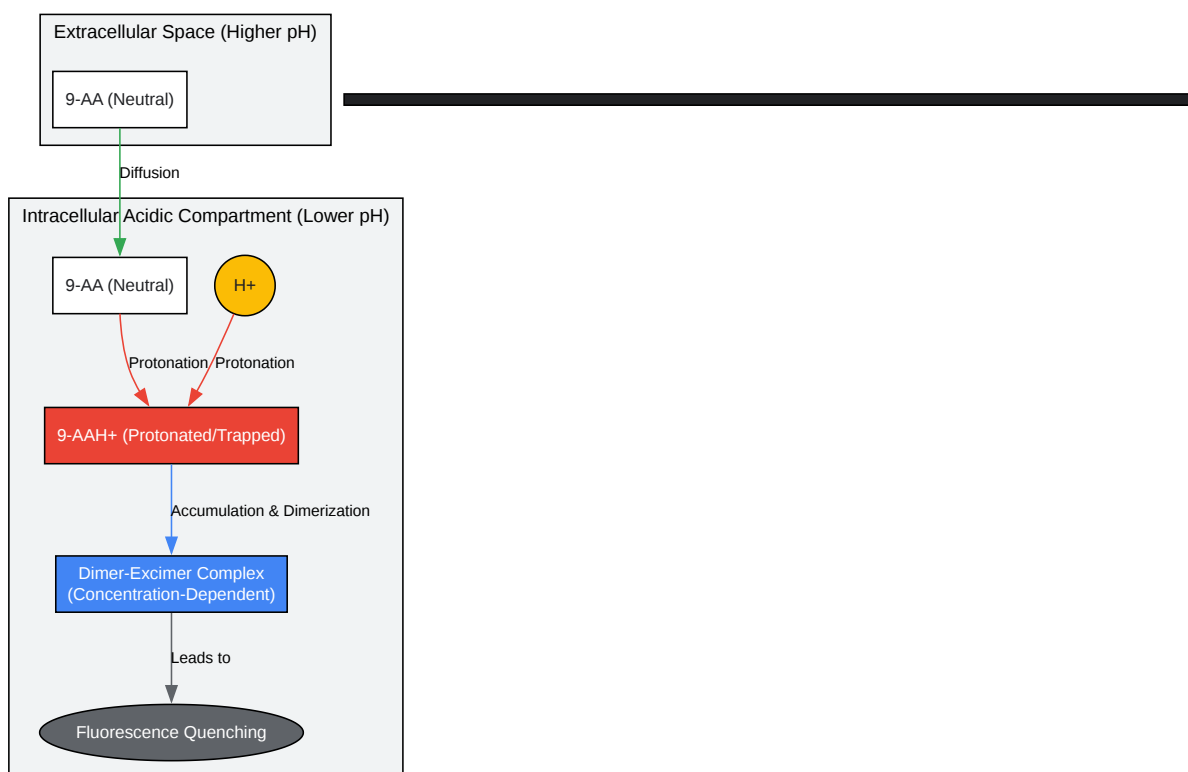 Extracellular Space (Higher pH)
9-AA (Neutral)
Diffusion
Intracellular Acidic Compartment (Lower pH)
9-AA (Neutral)
H+
Protonation
Protonation
9-AAH+ (Protonated/Trapped)
Accumulation & Dimerization
Dimer-Excimer Complex
(Concentration-Dependent)
Leads to
Fluorescence Quenching